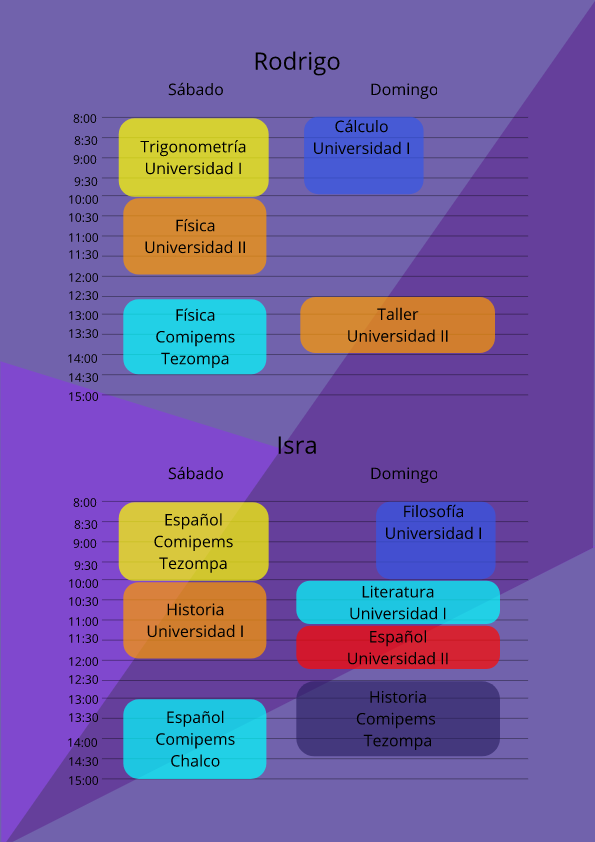 Rodrigo
Sábado Domingo
8:00
8:30
9:00
9:30
10:00
10:30
11:00
11:30
12:00
12:30
13:00
13:30
14:00
14:30
15:00
Trigonometría
Universidad I
Física
Universidad II
Física
Comipems
Tezompa
Cálculo
Universidad I
Taller
Universidad II
Isra
Sábado Domingo
8:00
8:30
9:00
9:30
10:00
10:30
11:00
11:30
12:00
12:30
13:00
13:30
14:00
14:30
15:00
Español
Comipems
Tezompa
Historia
Universidad I
Español
Comipems
Chalco
Filosofía
Universidad I
Literatura
Universidad I
Español
Universidad II
Historia
Comipems
Tezompa